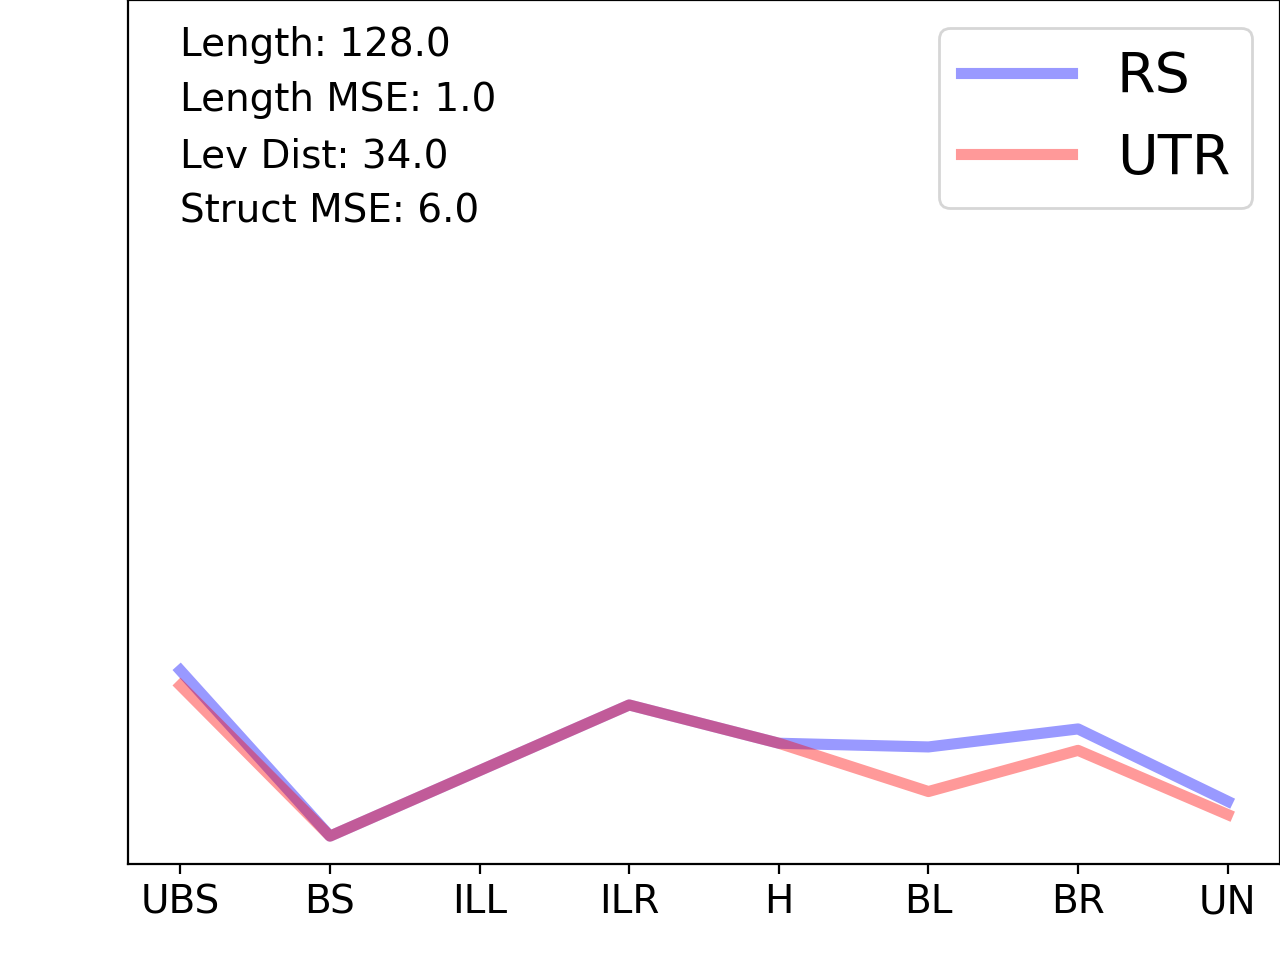 Length: 128.0
Length MSE: 1.0
Lev Dist: 34.0
Struct MSE: 6.0
RS
UTR
UBS BS ILL ILR H BL BR UN